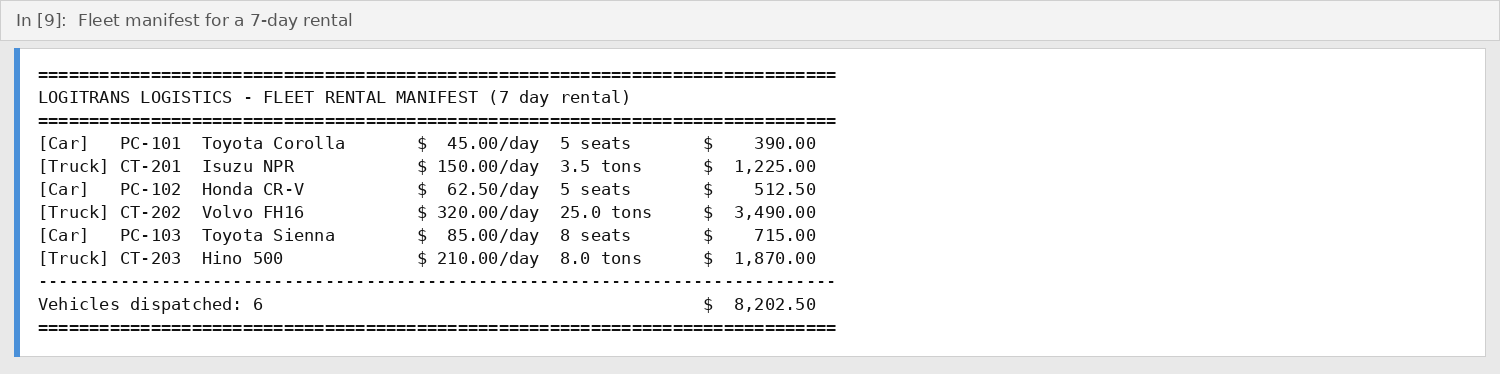 In [9]:  Fleet manifest for a 7-day rental
==============================================================================
LOGITRANS LOGISTICS - FLEET RENTAL MANIFEST (7 day rental)
==============================================================================
[Car]   PC-101  Toyota Corolla       $  45.00/day  5 seats       $    390.00
[Truck] CT-201  Isuzu NPR            $ 150.00/day  3.5 tons      $  1,225.00
[Car]   PC-102  Honda CR-V           $  62.50/day  5 seats       $    512.50
[Truck] CT-202  Volvo FH16           $ 320.00/day  25.0 tons     $  3,490.00
[Car]   PC-103  Toyota Sienna        $  85.00/day  8 seats       $    715.00
[Truck] CT-203  Hino 500             $ 210.00/day  8.0 tons      $  1,870.00
------------------------------------------------------------------------------
Vehicles dispatched: 6                                           $  8,202.50
==============================================================================